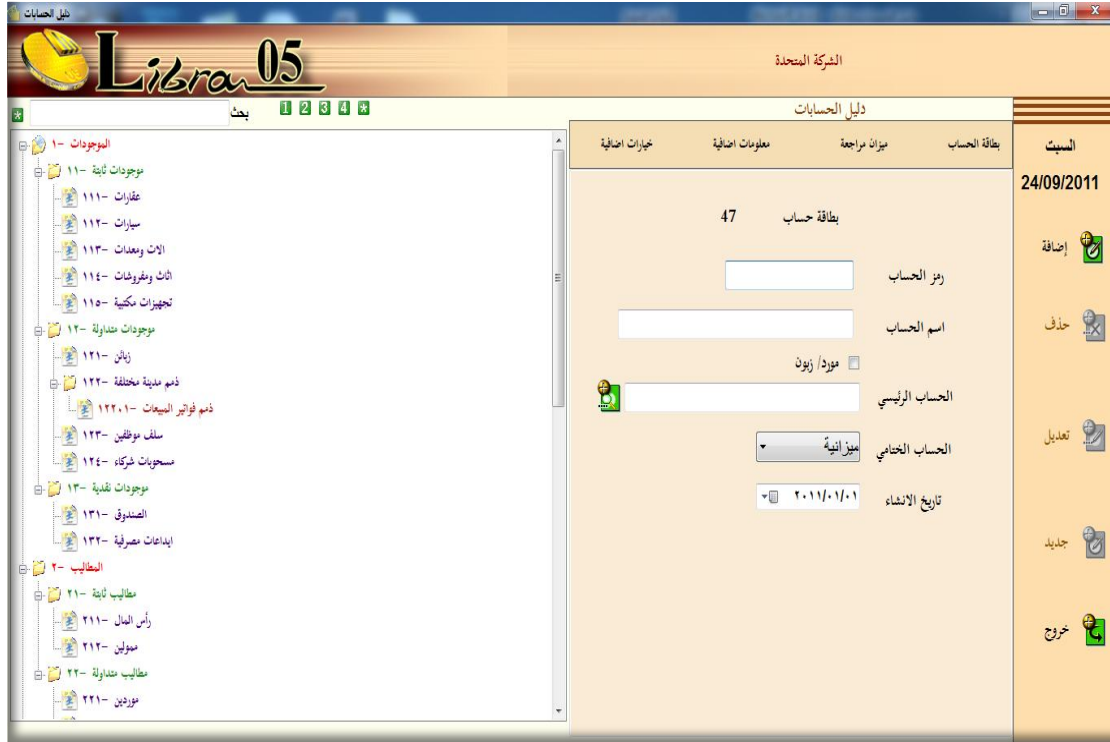 دليل الحسابات
Libra 05
الشركة المتحدة
دليل الحسابات
بحث
1 2 3 4 *
بطاقة الحساب
ميزان مراجعة
معلومات اضافية
خيارات اضافية
السبت
24/09/2011
إضافة
حذف
تعديل
جديد
خروج
بطاقة حساب 47
رمز الحساب
اسم الحساب
مورد/ زبون
الحساب الرئيسي
الحساب الختامي ميزانية
تاريخ الانشاء ٢٠١١/٠١/٠١
الموجودات -١
موجودات ثابتة -١١
عقارات -١١١
سيارات -١١٢
الات ومعدات -١١٣
اثاث ومفروشات -١١٤
تجهيزات مكتبية -١١٥
موجودات متداولة -١٢
زبائن -١٢١
ذمم مدينة مختلفة -١٢٢
ذمم فواتير المبيعات -١٢٢٠١
سلف موظفين -١٢٣
مسحوبات شركاء -١٢٤
موجودات نقدية -١٣
الصندوق -١٣١
ايداعات مصرفية -١٣٢
المطاليب -٢
مطاليب ثابتة -٢١
رأس المال -٢١١
ممولين -٢١٢
مطاليب متداولة -٢٢
موردين -٢٢١